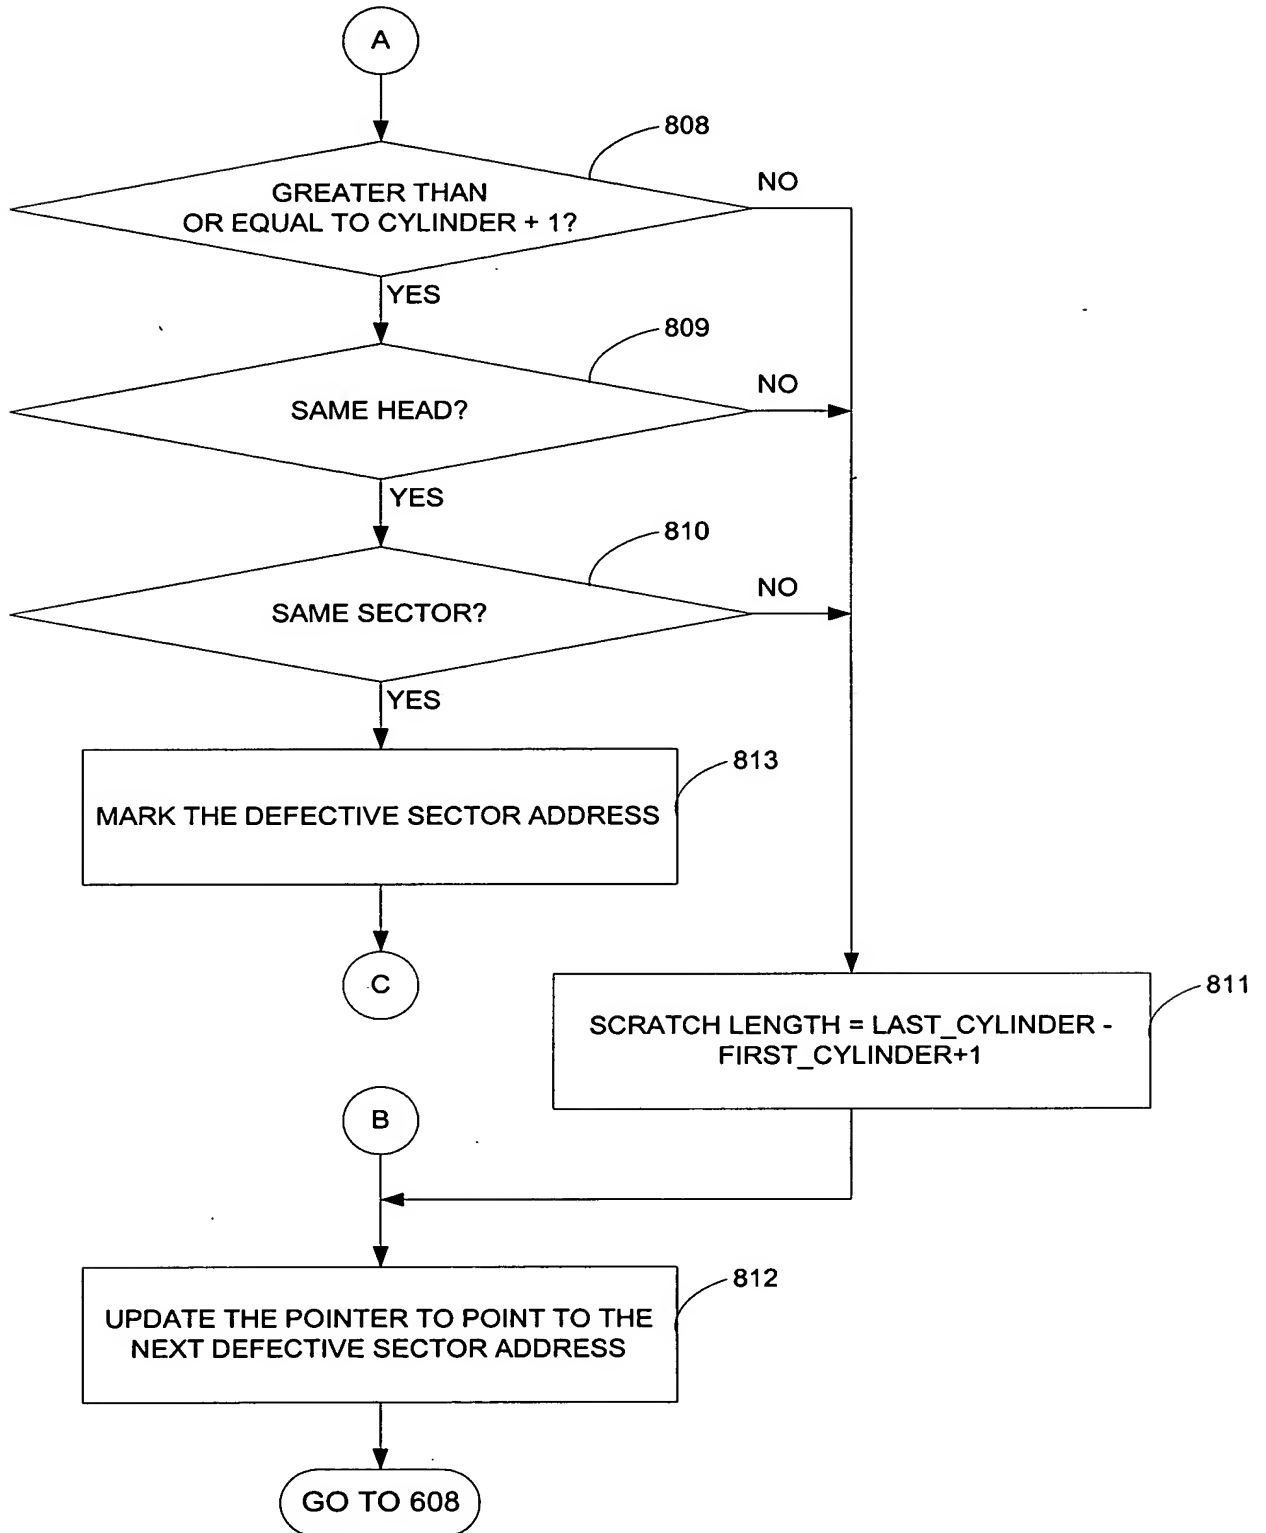 A
808
GREATER THAN
OR EQUAL TO CYLINDER + 1?
NO
YES
809
SAME HEAD?
NO
YES
810
SAME SECTOR?
NO
YES
813
MARK THE DEFECTIVE SECTOR ADDRESS
C
811
SCRATCH LENGTH = LAST_CYLINDER -
FIRST_CYLINDER+1
B
812
UPDATE THE POINTER TO POINT TO THE
NEXT DEFECTIVE SECTOR ADDRESS
GO TO 608